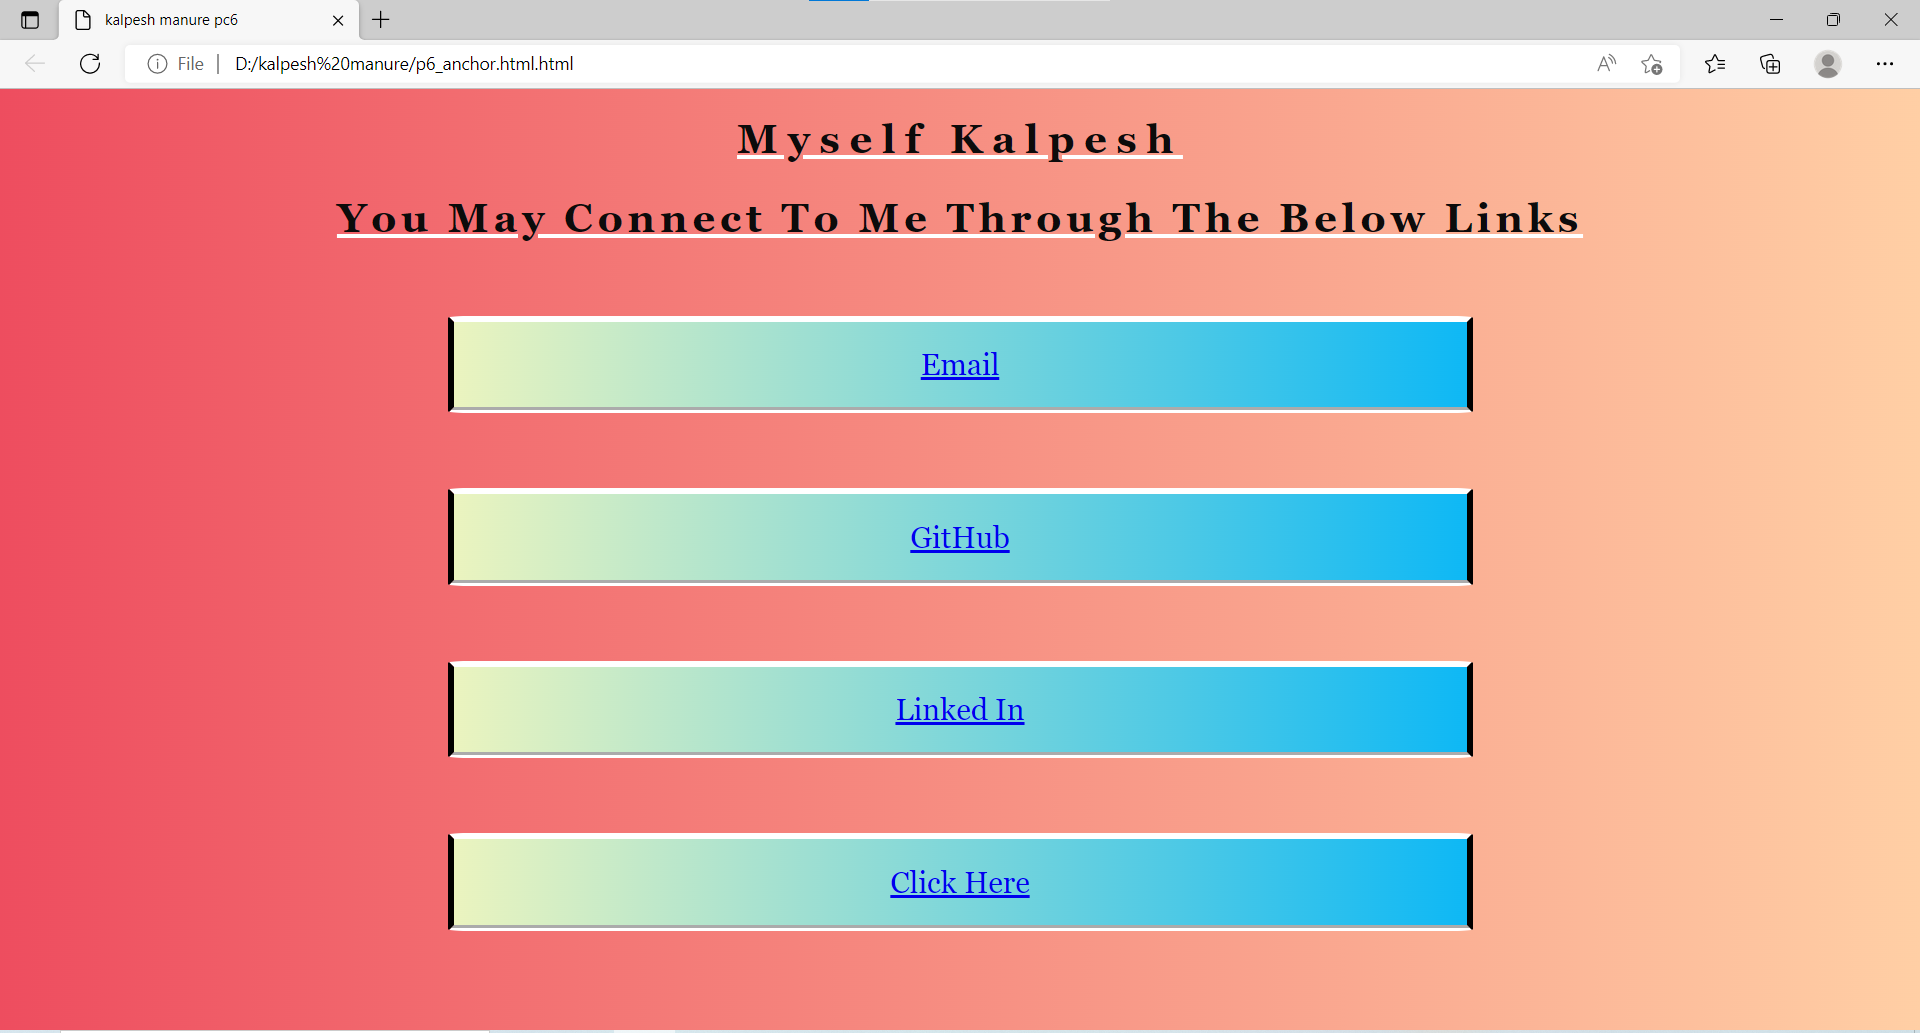 kalpesh manure pc6
File
D:/kalpesh%20manure/p6_anchor.html.html
Myself Kalpesh
You May Connect To Me Through The Below Links
Email
GitHub
Linked In
Click Here